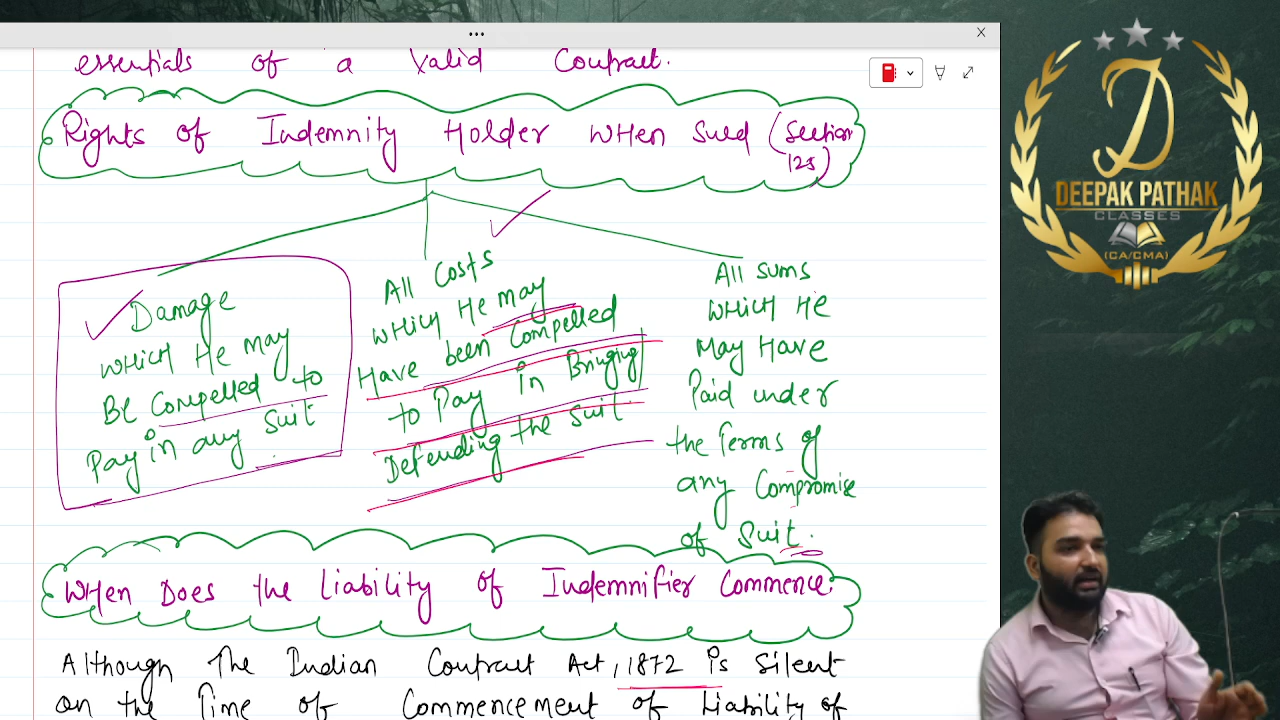 essentials of a Valid Contract.
Rights of Indemnity Holder When Sued (Section 125)
Damage
which He may
Be Compelled to
Pay in any Suit
All Costs
which He may
Have been Compelled
to Pay in Bringing
Defending the Suit
All sums
which He
May Have
Paid under
the Terms of
any Compromise
of Suit.
When Does the Liability of Indemnifier Commence:
Although The Indian Contract Act, 1872 is Silent
on the Time of Commencement of Liability of
D
DEEPAK PATHAK
CLASSES
(CA/CMA)